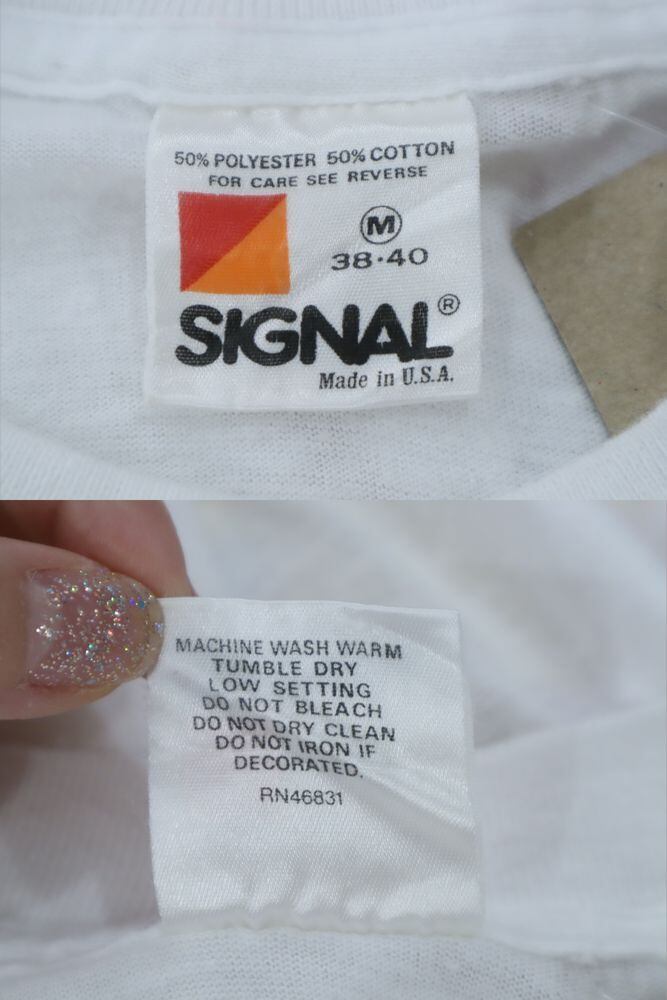 50% POLYESTER 50% COTTON
FOR CARE SEE REVERSE
M
38·40
SIGNAL®
Made in U.S.A.
MACHINE WASH WARM
TUMBLE DRY
LOW SETTING
DO NOT BLEACH
DO NOT DRY CLEAN
DO NOT IRON IF
DECORATED.
RN46831